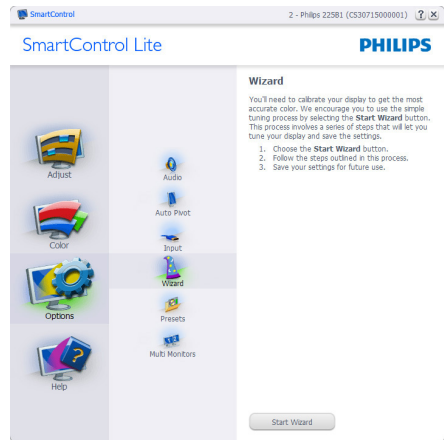 SmartControl
2 - Philips 225B1 (CS30715000001)
SmartControl Lite
PHILIPS
Adjust
Color
Options
Help
Audio
Auto Pivot
Input
Wizard
Presets
Multi Monitors
Wizard
You'll need to calibrate your display to get the most
accurate color. We encourage you to use the simple
tuning process by selecting the Start Wizard button.
This process involves a series of steps that will let you
tune your display and save the settings.
1. Choose the Start Wizard button.
2. Follow the steps outlined in this process.
3. Save your settings for future use.
Start Wizard